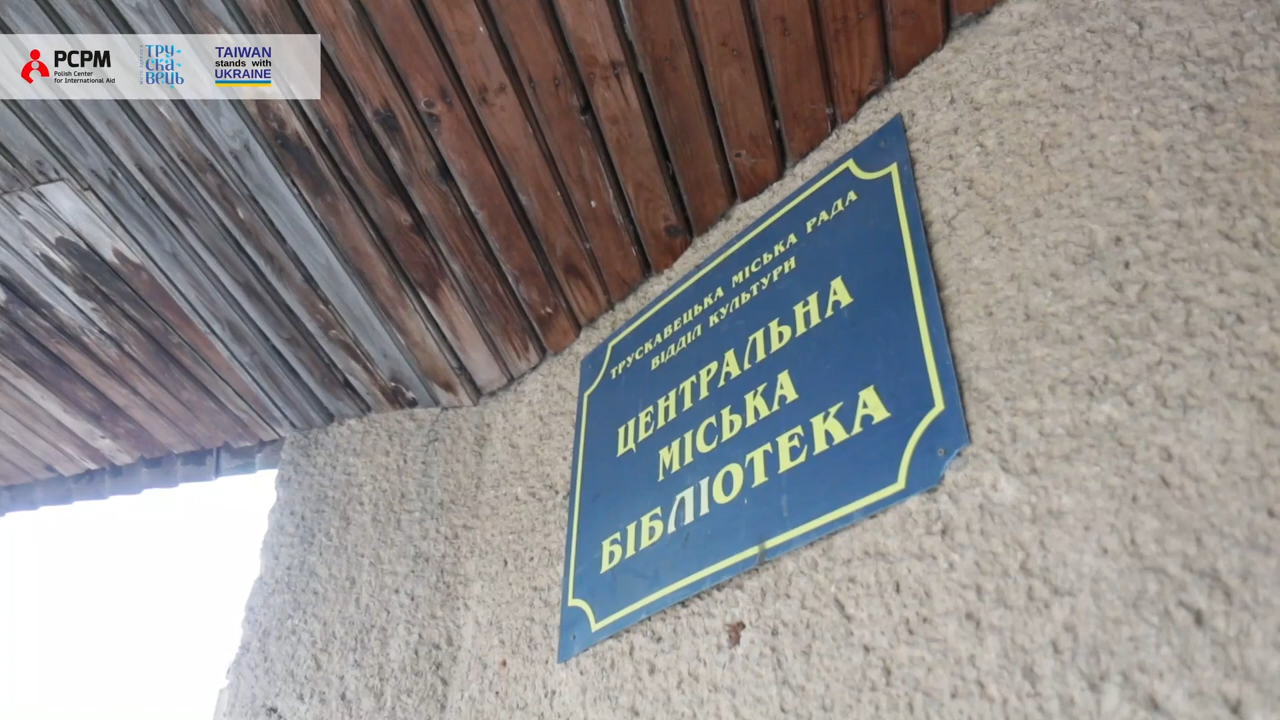 PCPM
Polish Center
for International Aid
ТРУ
СКА
ВЕЦЬ
TAIWAN
stands with
UKRAINE
ТРУСКАВЕЦЬКА МІСЬКА РАДА
ВІДДІЛ КУЛЬТУРИ
ЦЕНТРАЛЬНА
МІСЬКА
БІБЛІОТЕКА